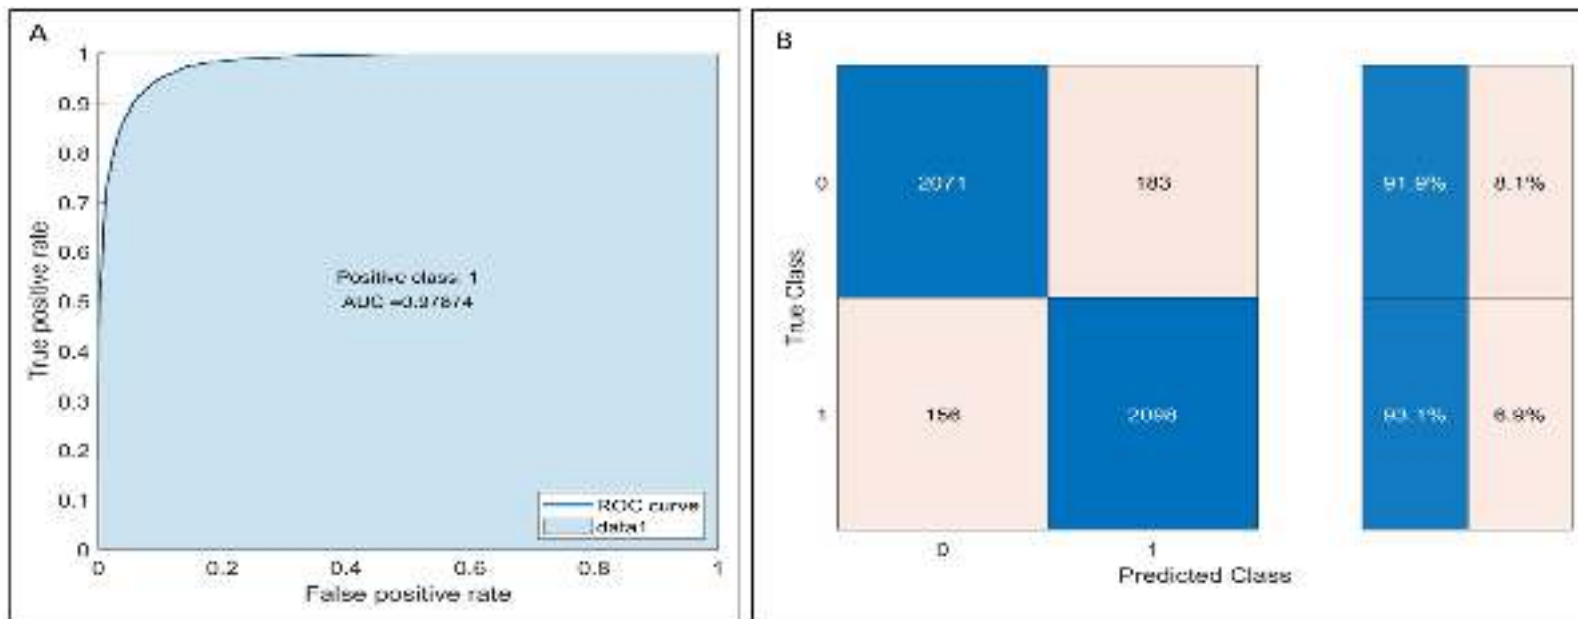 A
1
0.9
0.8
0.7
0.6
0.5
0.4
0.3
0.2
0.1
0
0 0.2 0.4 0.6 0.8 1
True positive rate
False positive rate
Positive class: 1
AUC =0.97874
ROC curve
data1
B
True Class
0
1
2071 183
156 2098
0 1
Predicted Class
91.9% 8.1%
93.1% 6.9%